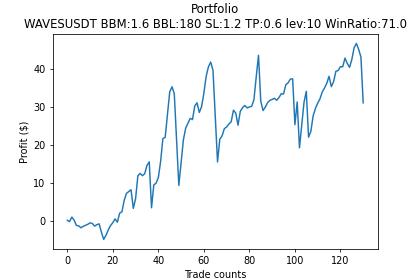 Portfolio
WAVESUSDT BBM:1.6 BBL:180 SL:1.2 TP:0.6 lev:10 WinRatio:71.0
Profit ($)
40
30
20
10
0
0 20 40 60 80 100 120
Trade counts